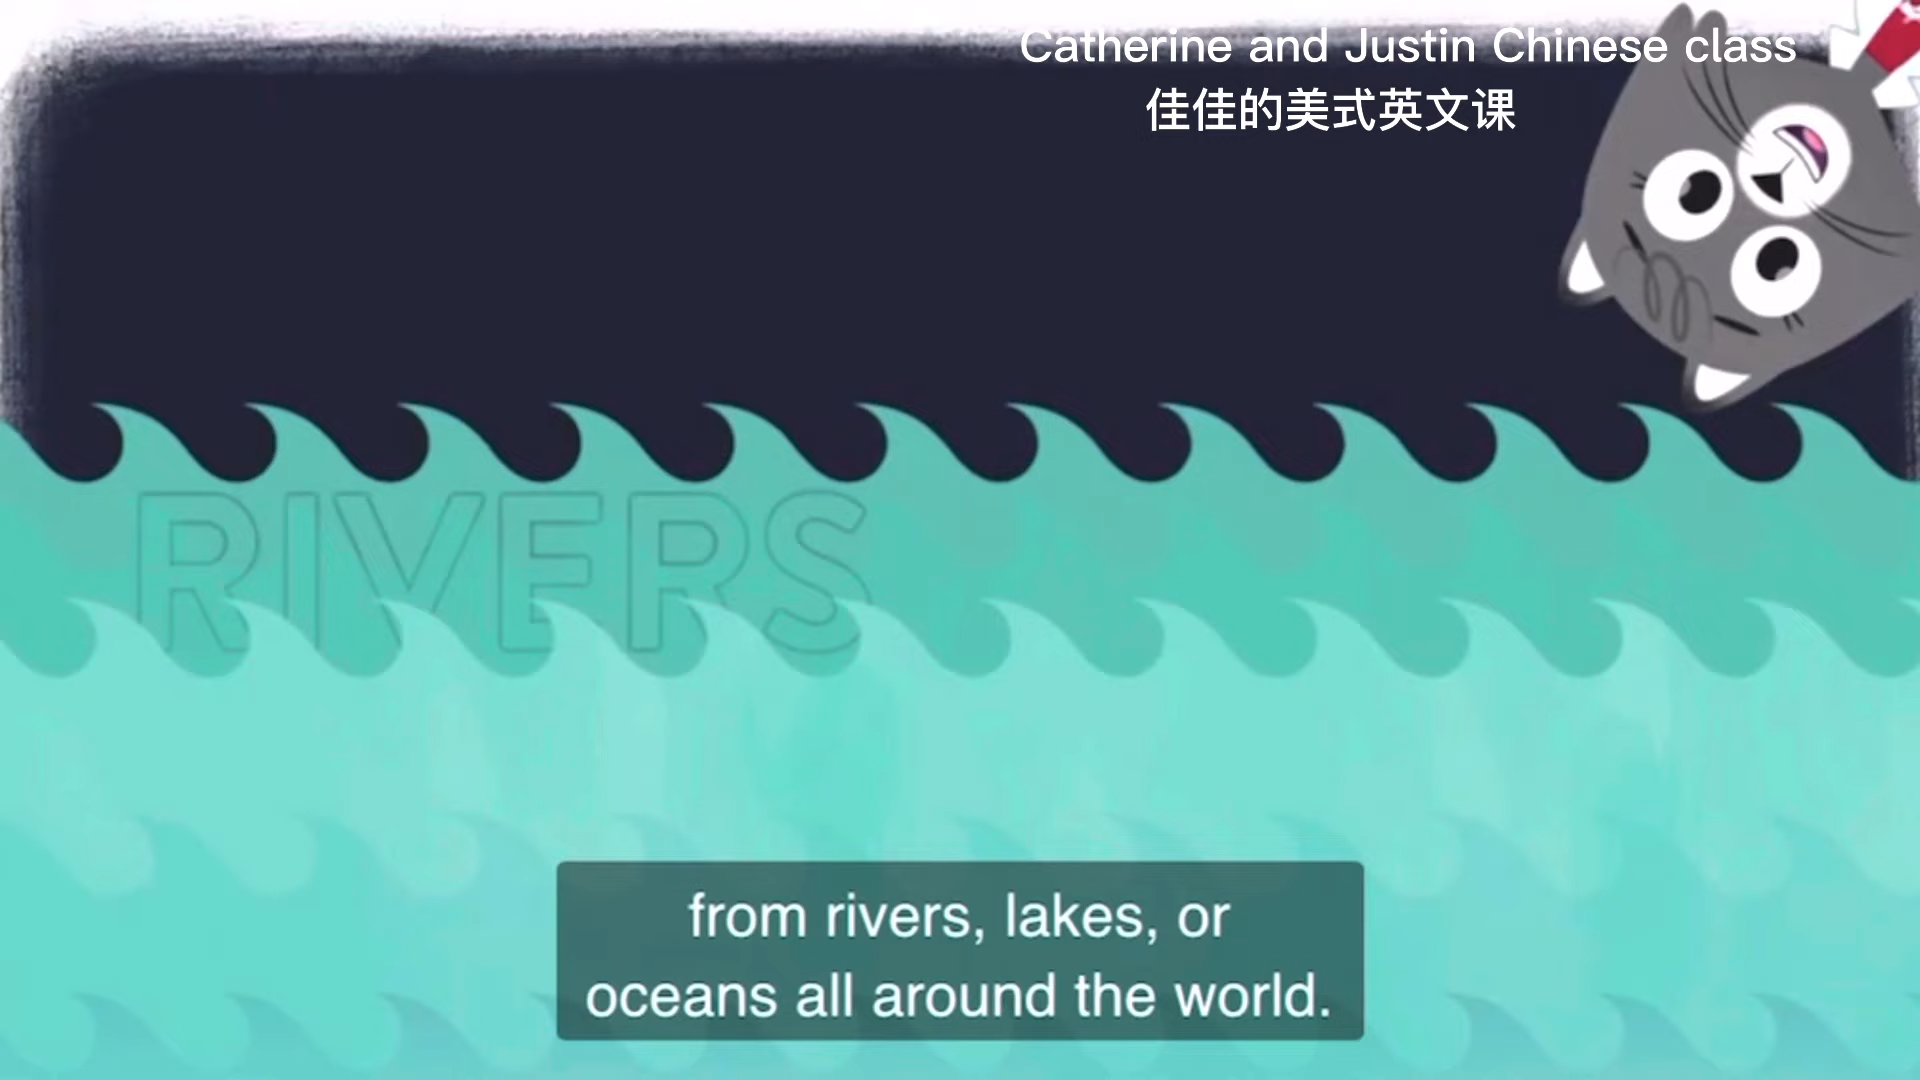 Catherine and Justin Chinese class
佳佳的美式英文课
RIVERS
from rivers, lakes, or
oceans all around the world.